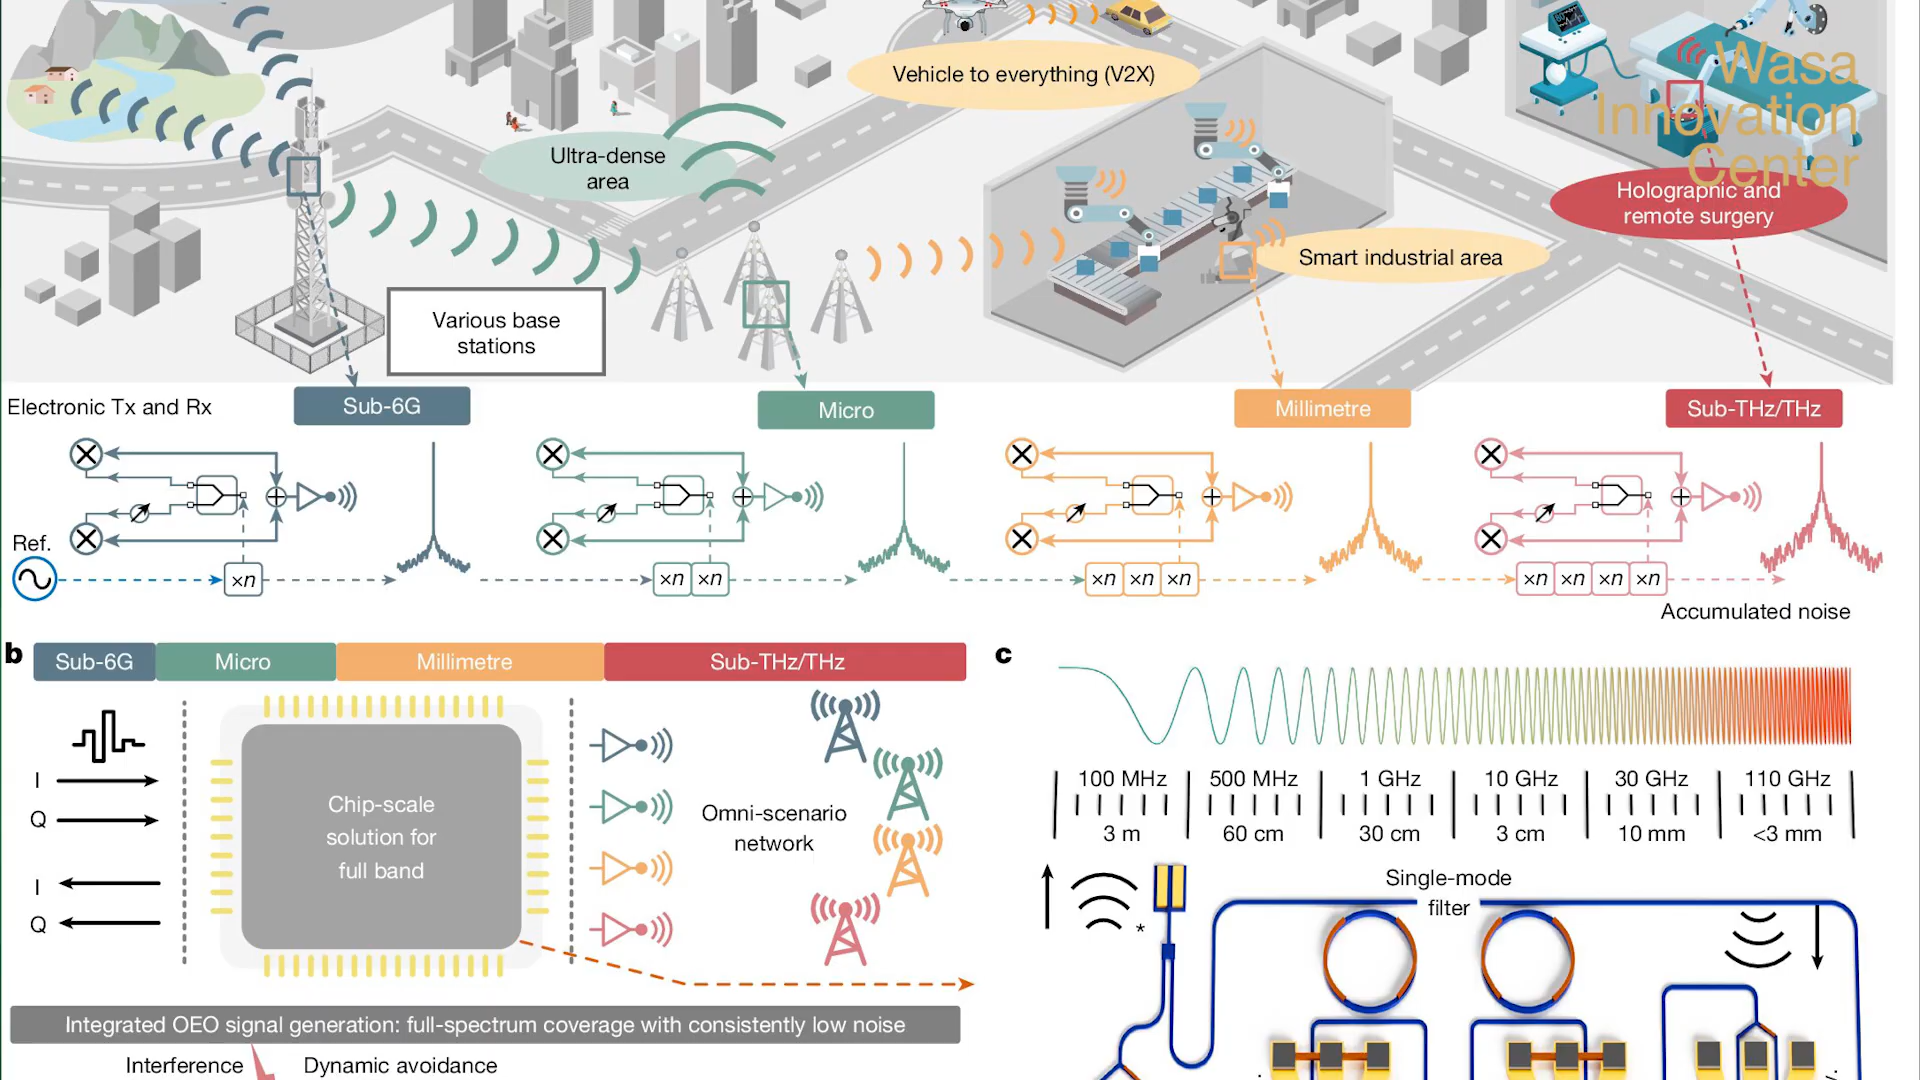 Vehicle to everything (V2X)
Wasa
Innovation
Center
Ultra-dense
area
Holographic and
remote surgery
Smart industrial area
Various base
stations
Electronic Tx and Rx
Sub-6G
Micro
Millimetre
Sub-THz/THz
Ref.
×n
×n ×n
×n ×n ×n
×n ×n ×n ×n
Accumulated noise
b
Sub-6G Micro Millimetre Sub-THz/THz
I
Q
I
Q
Chip-scale
solution for
full band
Omni-scenario
network
Integrated OEO signal generation: full-spectrum coverage with consistently low noise
Interference Dynamic avoidance
c
100 MHz 500 MHz 1 GHz 10 GHz 30 GHz 110 GHz
3 m 60 cm 30 cm 3 cm 10 mm <3 mm
Single-mode
filter
*